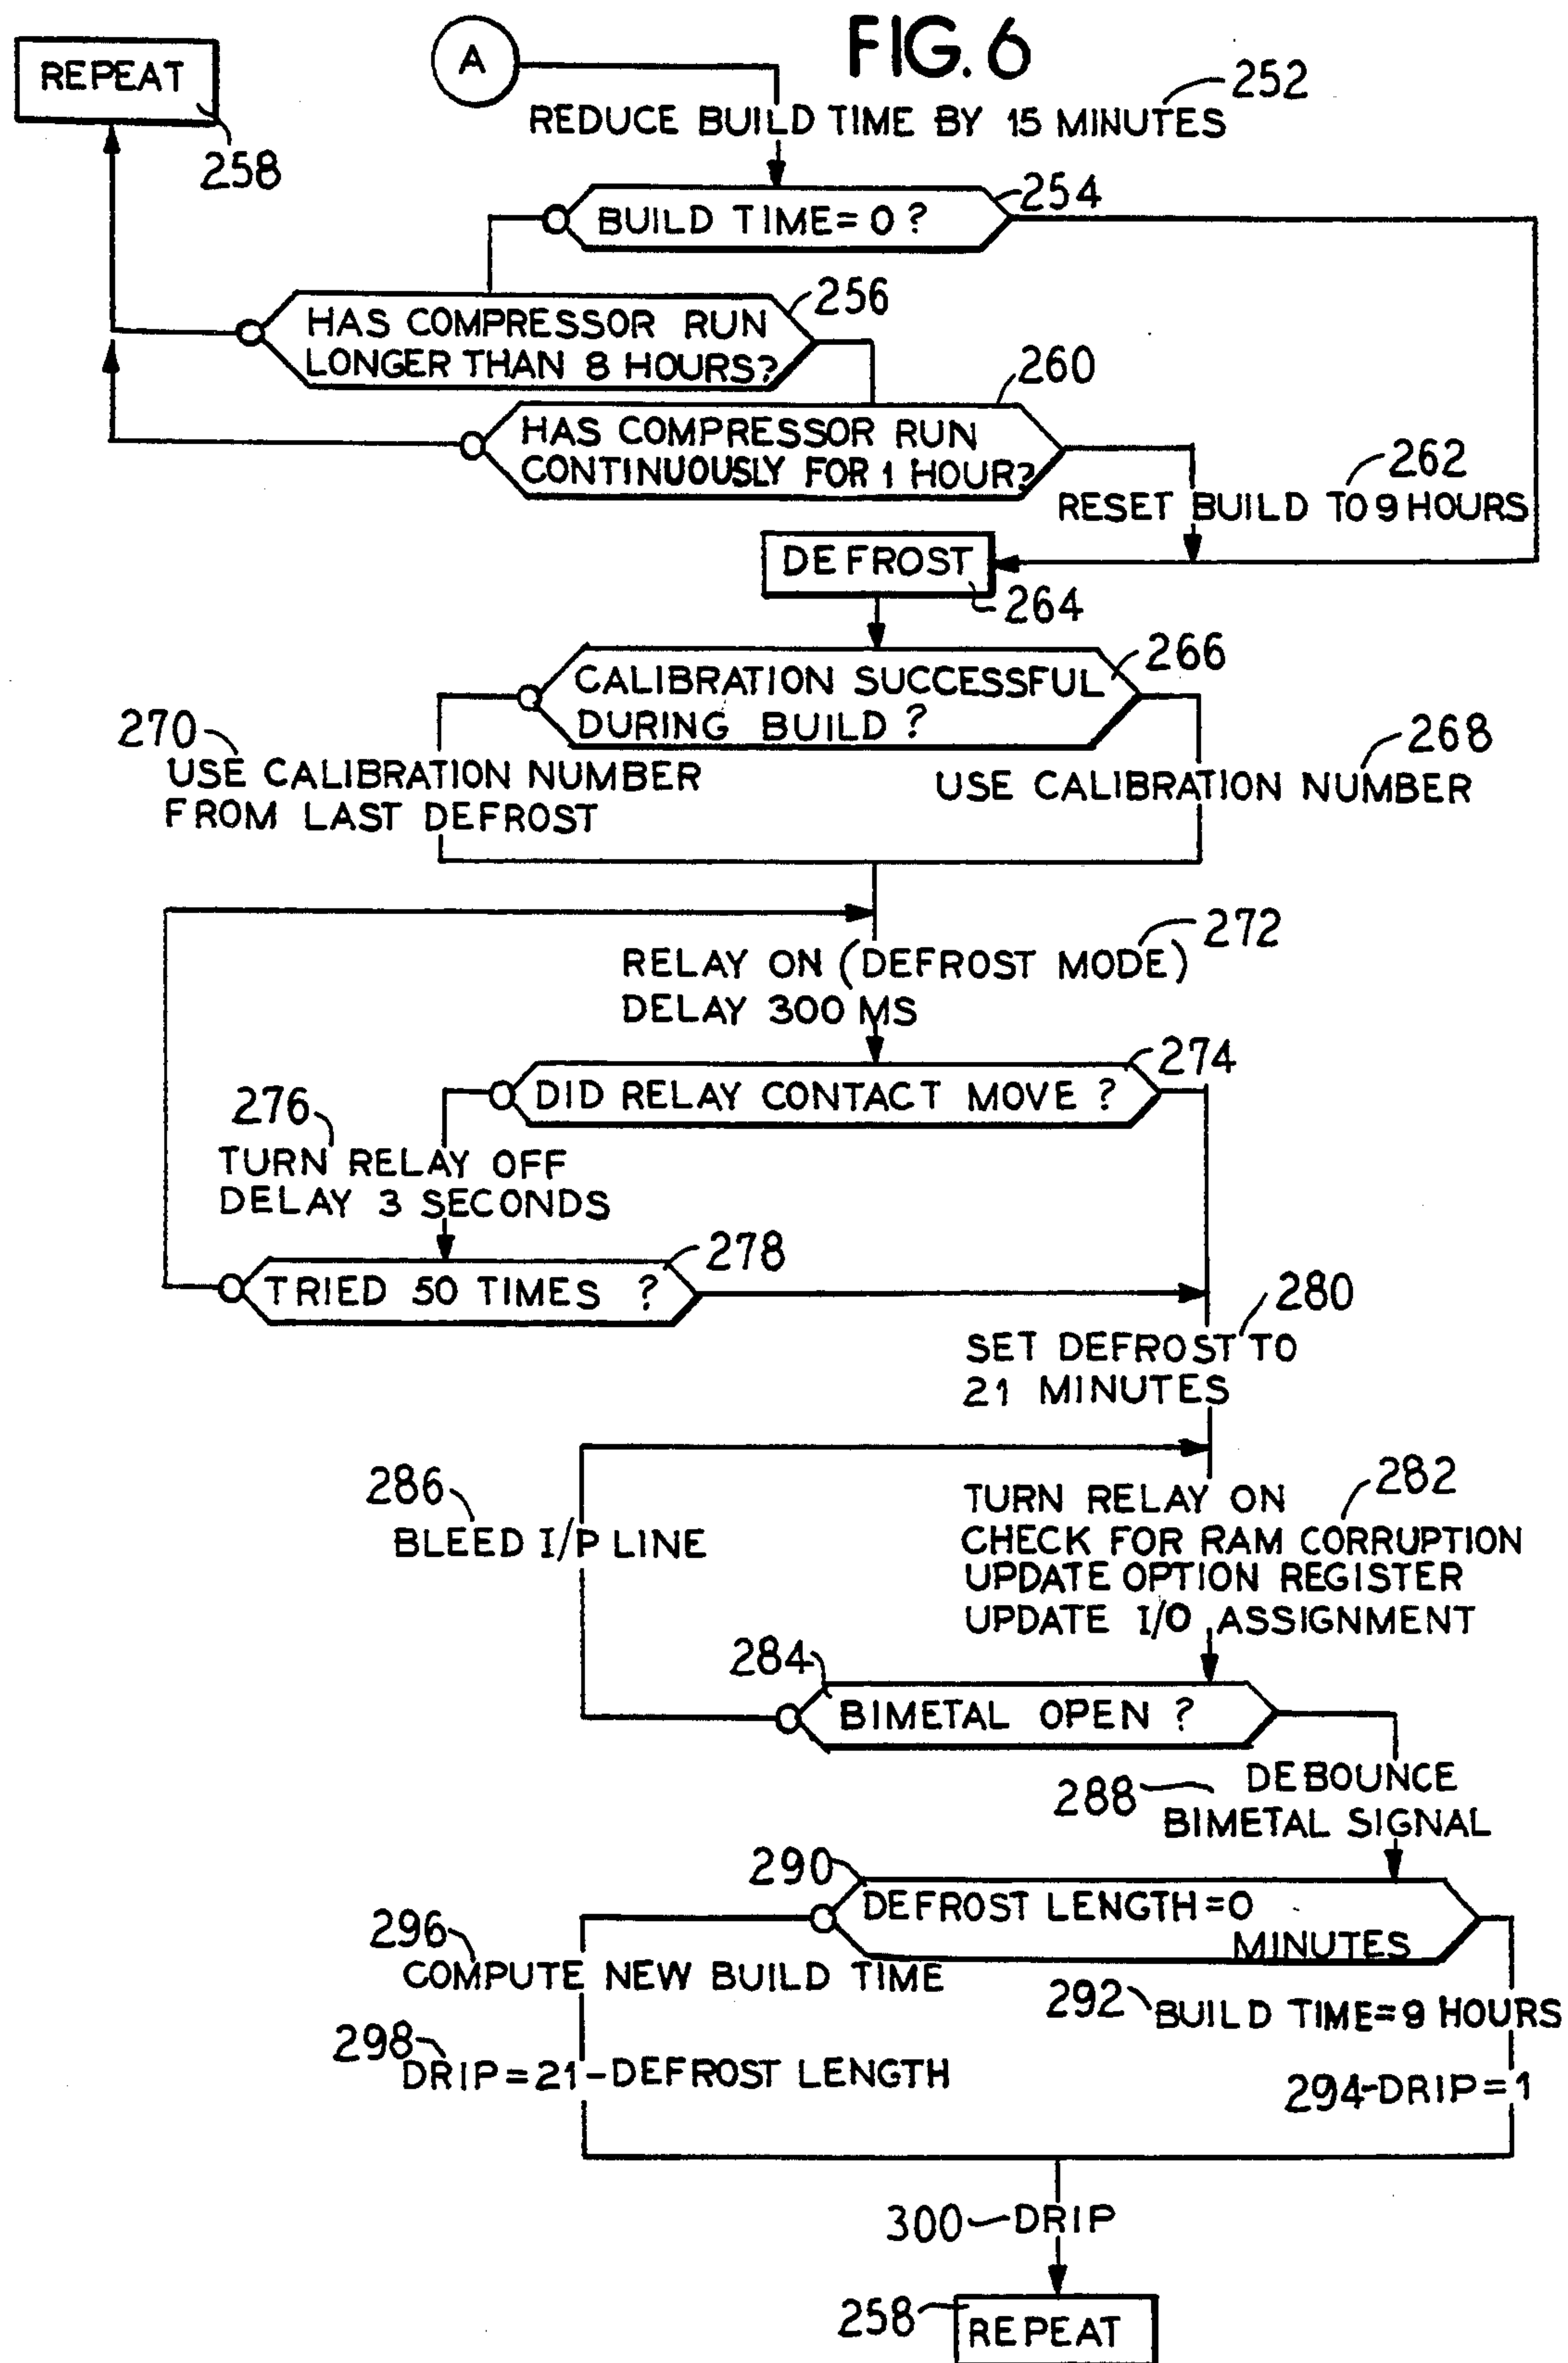 FIG. 6
REPEAT
258
A
252
REDUCE BUILD TIME BY 15 MINUTES
254
BUILD TIME=0?
256
HAS COMPRESSOR RUN
LONGER THAN 8 HOURS?
260
HAS COMPRESSOR RUN
CONTINUOUSLY FOR 1 HOUR?
262
RESET BUILD TO 9 HOURS
DEFROST
264
266
CALIBRATION SUCCESSFUL
DURING BUILD ?
270
USE CALIBRATION NUMBER
FROM LAST DEFROST
268
USE CALIBRATION NUMBER
272
RELAY ON (DEFROST MODE)
DELAY 300 MS
274
DID RELAY CONTACT MOVE ?
276
TURN RELAY OFF
DELAY 3 SECONDS
278
TRIED 50 TIMES ?
280
SET DEFROST TO
21 MINUTES
286
BLEED I/P LINE
282
TURN RELAY ON
CHECK FOR RAM CORRUPTION
UPDATE OPTION REGISTER
UPDATE I/O ASSIGNMENT
284
BIMETAL OPEN ?
288
DEBOUNCE
BIMETAL SIGNAL
290
DEFROST LENGTH=0
MINUTES
296
COMPUTE NEW BUILD TIME
292 BUILD TIME=9 HOURS
298
DRIP=21-DEFROST LENGTH
294-DRIP=1
300 DRIP
258
REPEAT